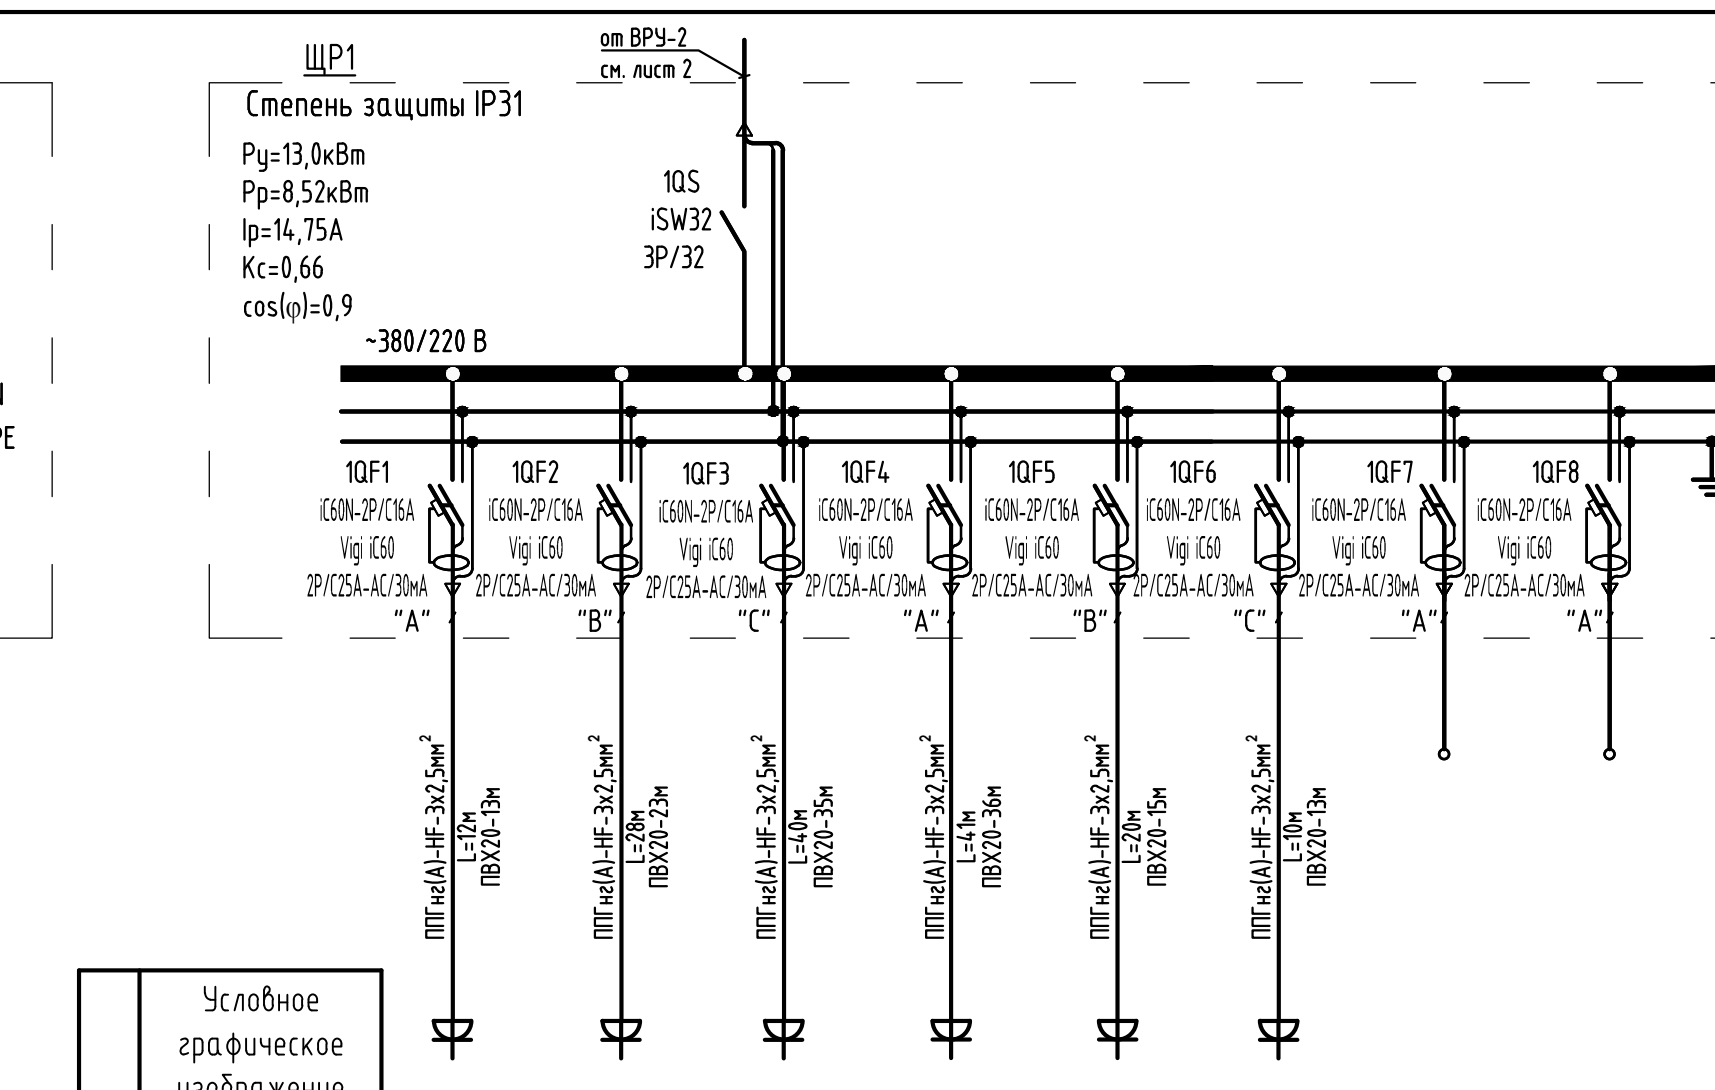 ЩР1
от ВРУ-2
см. лист 2
Степень защиты IP31
Ру=13,0кВт
Рр=8,52кВт
Iр=14,75А
Кс=0,66
cos(φ)=0,9
1QS
iSW32
3P/32
~380/220 В
PE
1QF1
iC60N-2P/C16A
Vigi iC60
2P/C25A-AC/30мА
"A"
1QF2
iC60N-2P/C16A
Vigi iC60
2P/C25A-AC/30мА
"B"
1QF3
iC60N-2P/C16A
Vigi iC60
2P/C25A-AC/30мА
"C"
1QF4
iC60N-2P/C16A
Vigi iC60
2P/C25A-AC/30мА
"A"
1QF5
iC60N-2P/C16A
Vigi iC60
2P/C25A-AC/30мА
"B"
1QF6
iC60N-2P/C16A
Vigi iC60
2P/C25A-AC/30мА
"C"
1QF7
iC60N-2P/C16A
Vigi iC60
2P/C25A-AC/30мА
"A"
1QF8
iC60N-2P/C16A
Vigi iC60
2P/C25A-AC/30мА
"A"
ППГнг(А)-HF-3х2,5мм²
L=12м
ПВХ20-13м
ППГнг(А)-HF-3х2,5мм²
L=28м
ПВХ20-23м
ППГнг(А)-HF-3х2,5мм²
L=40м
ПВХ20-35м
ППГнг(А)-HF-3х2,5мм²
L=41м
ПВХ20-36м
ППГнг(А)-HF-3х2,5мм²
L=20м
ПВХ20-15м
ППГнг(А)-HF-3х2,5мм²
L=10м
ПВХ20-13м
Условное
графическое
изображение